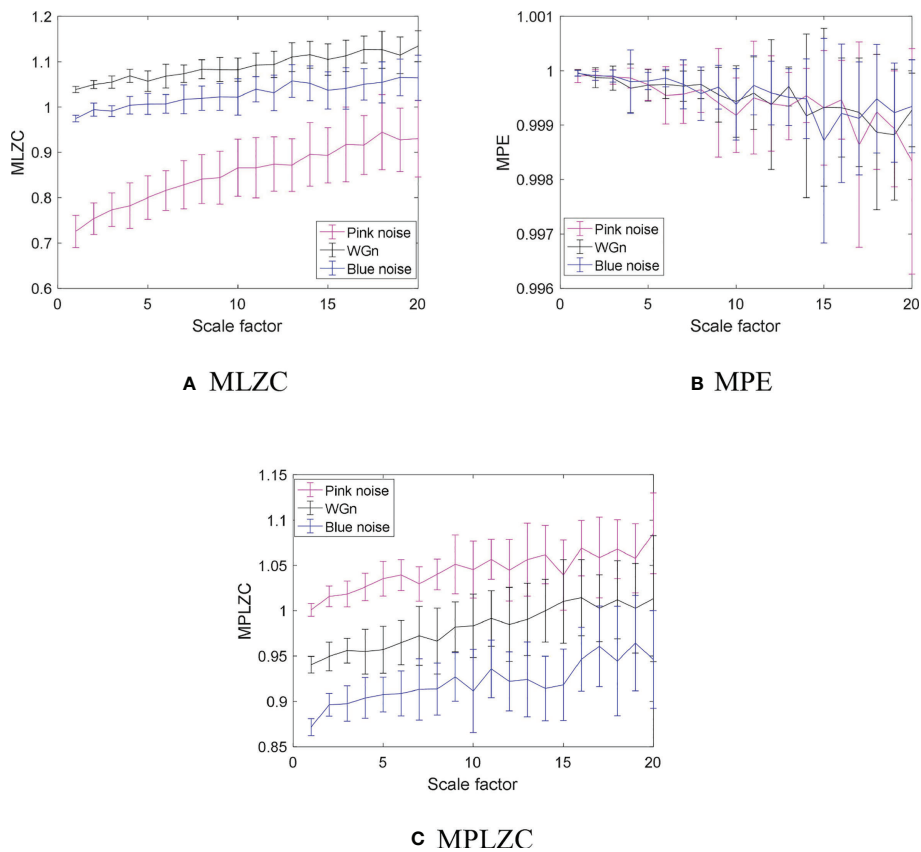 1.2
1.1
1
0.9
0.8
0.7
0.6
MLZC
0
5
10
15
20
Scale factor
Pink noise
WGn
Blue noise
A MLZC
1.001
1
0.999
0.998
0.997
0.996
MPE
0
5
10
15
20
Scale factor
Pink noise
WGn
Blue noise
B MPE
1.15
1.1
1.05
1
0.95
0.9
0.85
MPLZC
0
5
10
15
20
Scale factor
Pink noise
WGn
Blue noise
C MPLZC